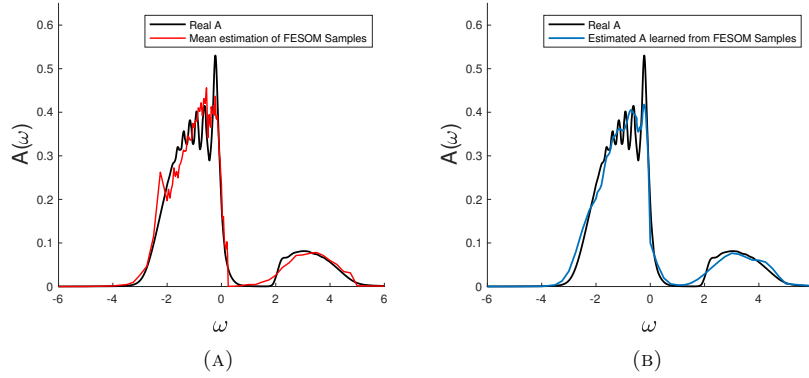 Real A
Mean estimation of FESOM Samples
0.6
0.5
0.4
0.3
0.2
0.1
0
A(ω)
-6 -4 -2 0 2 4 6
ω
(A)
Real A
Estimated A learned from FESOM Samples
0.6
0.5
0.4
0.3
0.2
0.1
0
A(ω)
-6 -4 -2 0 2 4
ω
(B)